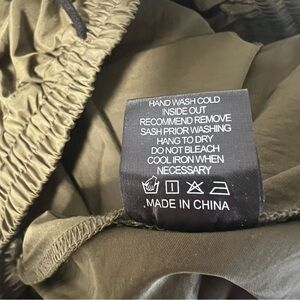 HAND WASH COLD
INSIDE OUT
RECOMMEND REMOVE
SASH PRIOR WASHING
HANG TO DRY
DO NOT BLEACH
COOL IRON WHEN
NECESSARY
MADE IN CHINA